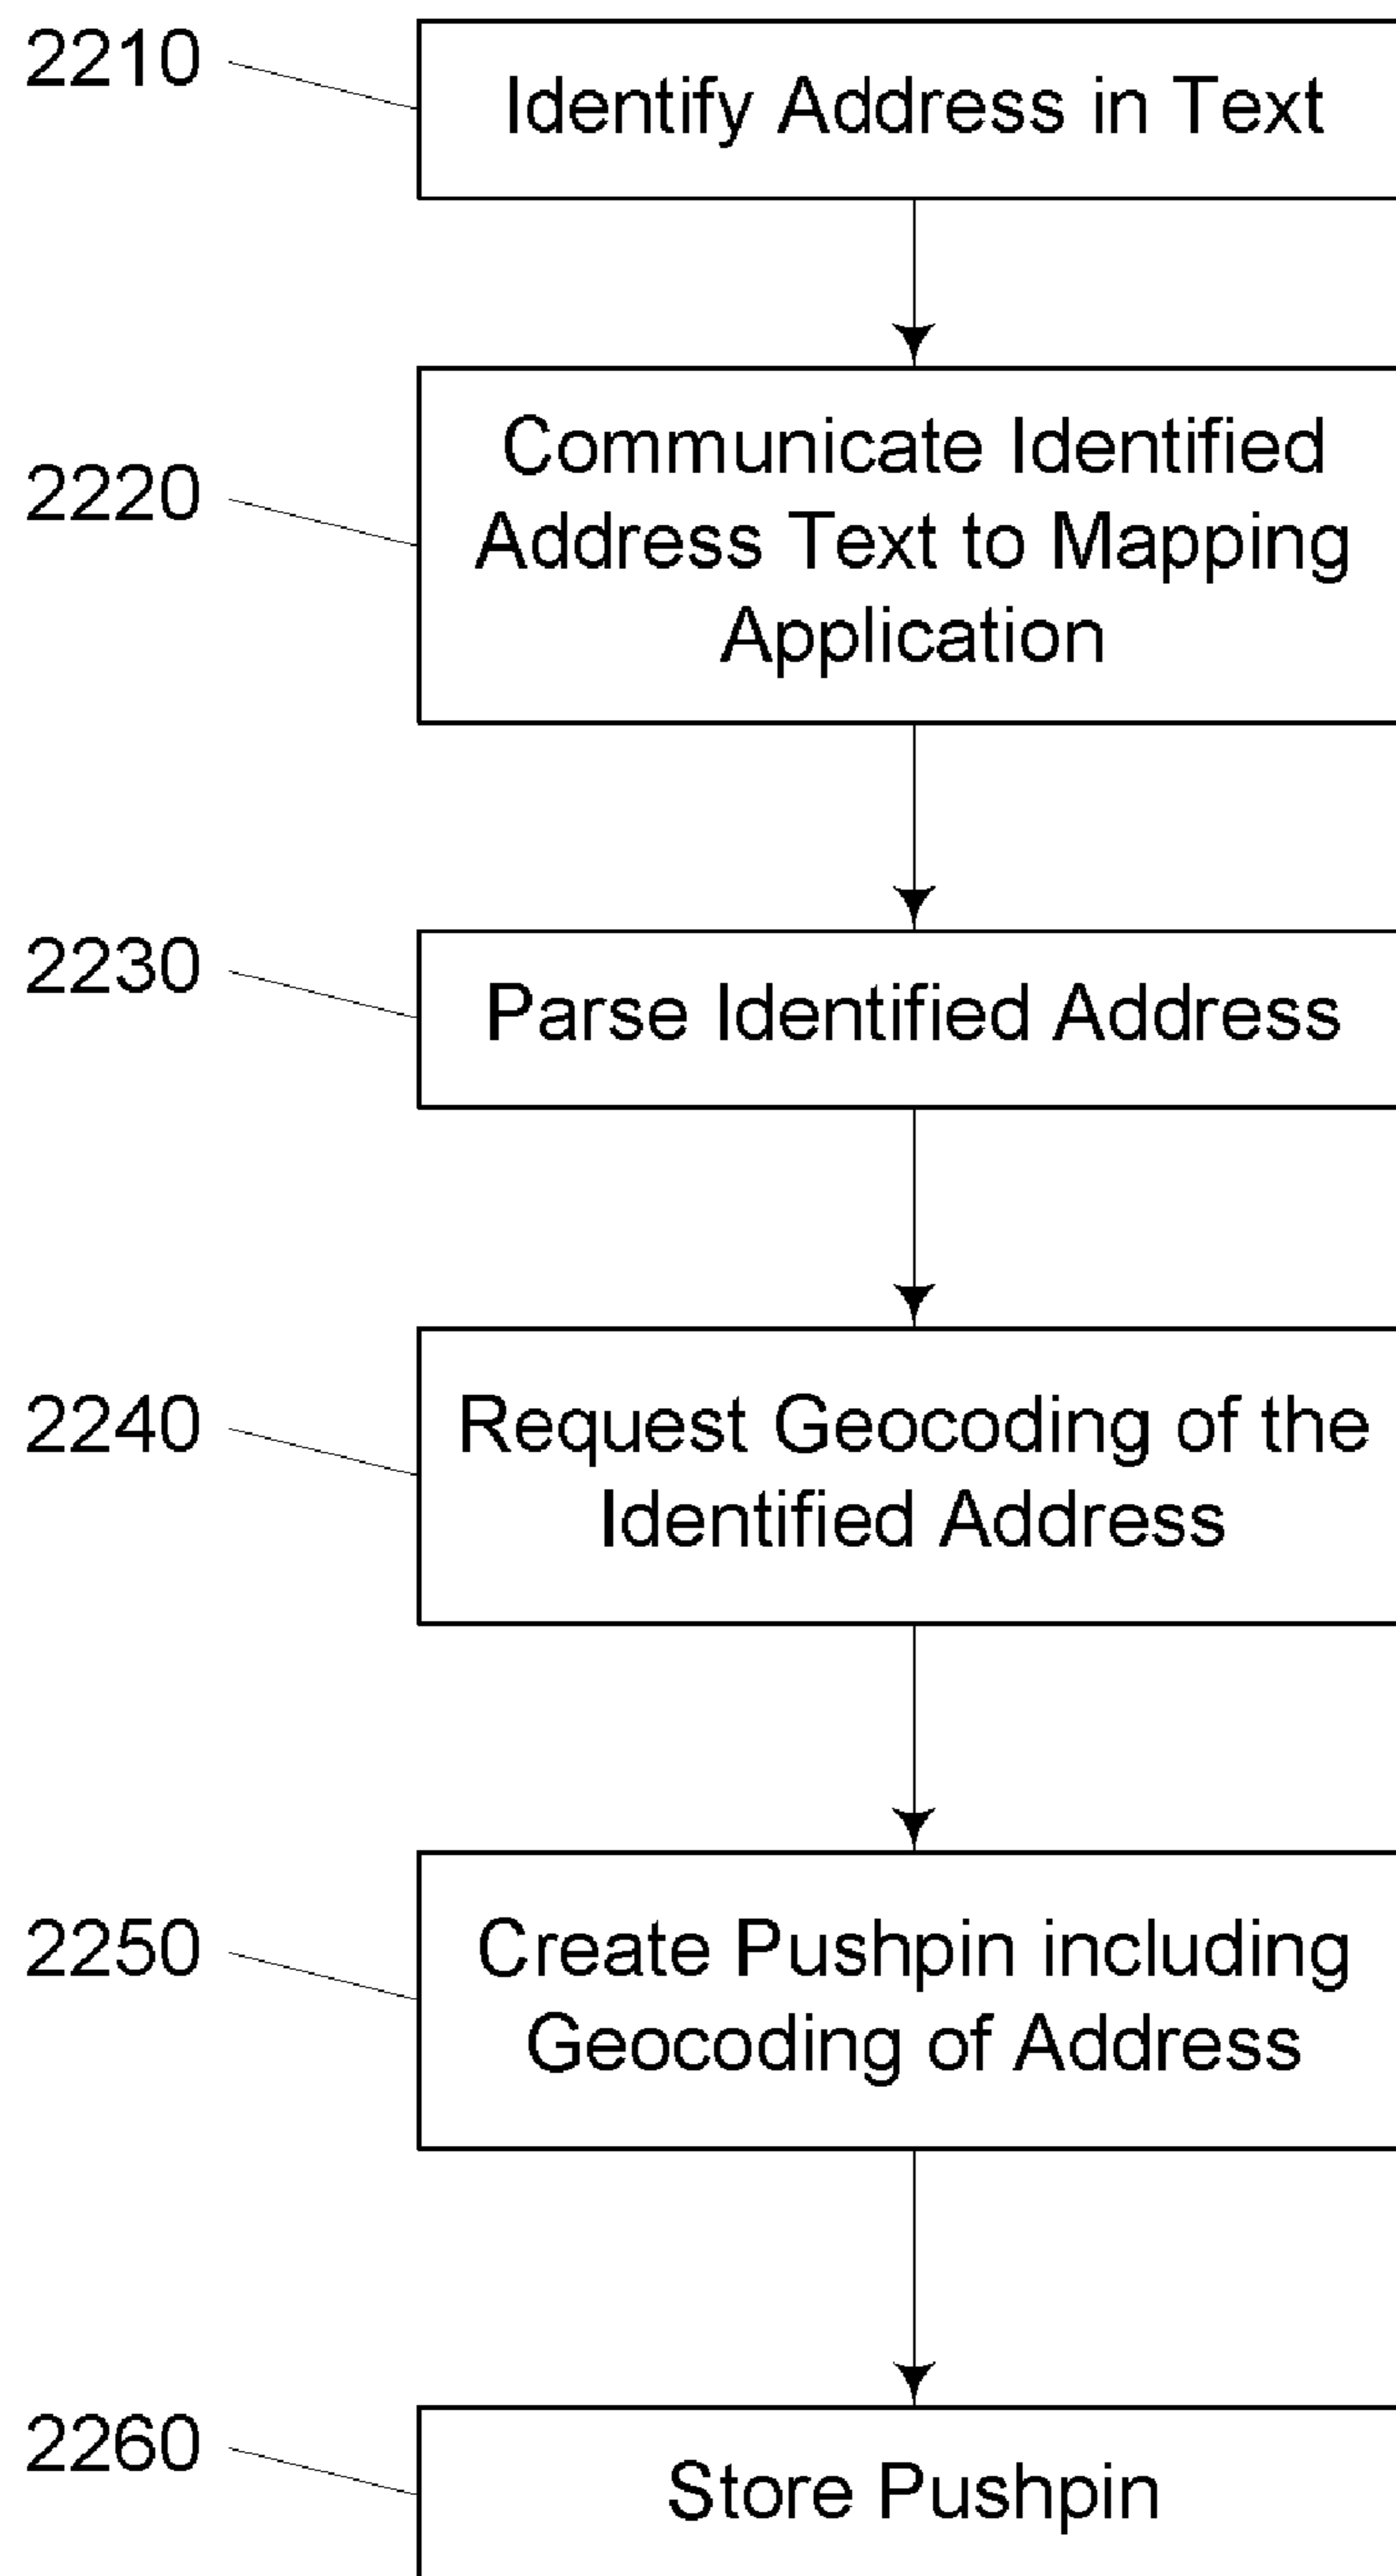 2210
Identify Address in Text
2220
Communicate Identified
Address Text to Mapping
Application
2230
Parse Identified Address
2240
Request Geocoding of the
Identified Address
2250
Create Pushpin including
Geocoding of Address
2260
Store Pushpin